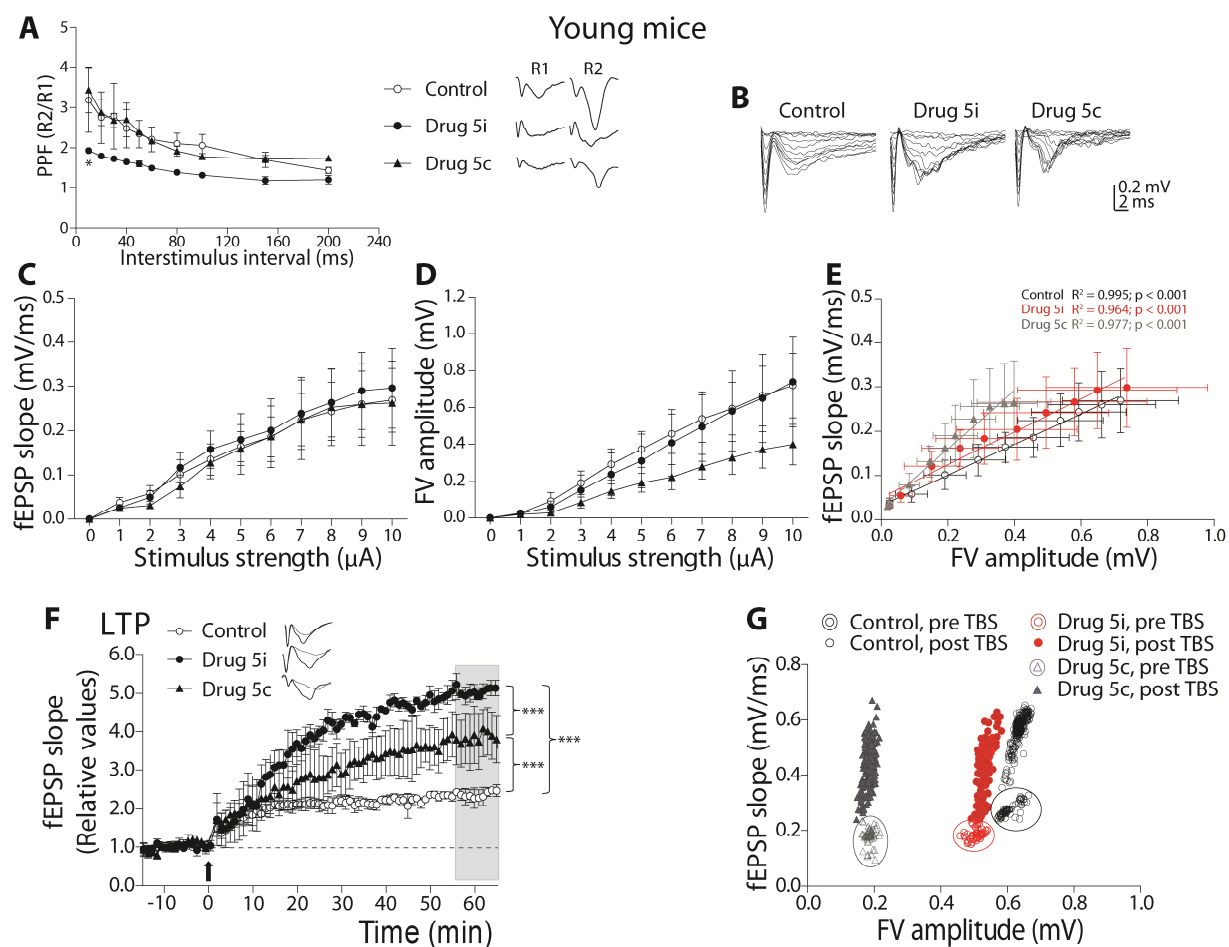 Young mice
A
5
4
3
2
1
0
PPF (R2/R1)
*
0 40 80 120 160 200 240
Interstimulus interval (ms)
Control
Drug 5i
Drug 5c
R1 R2
B
Control Drug 5i Drug 5c
0.2 mV
2 ms
C
0.5
0.4
0.3
0.2
0.1
0.0
fEPSP slope (mV/ms)
0 1 2 3 4 5 6 7 8 9 10
Stimulus strength (µA)
D
1.2
1.0
0.8
0.6
0.4
0.2
0.0
FV amplitude (mV)
0 1 2 3 4 5 6 7 8 9 10
Stimulus strength (µA)
E
Control R² = 0.995; p < 0.001
Drug 5i R² = 0.964; p < 0.001
Drug 5c R² = 0.977; p < 0.001
0.5
0.4
0.3
0.2
0.1
0.0
fEPSP slope (mV/ms)
0.0 0.2 0.4 0.6 0.8 1.0
FV amplitude (mV)
F
LTP
Control
Drug 5i
Drug 5c
6.0
5.0
4.0
3.0
2.0
1.0
0.0
fEPSP slope
(Relative values)
***
***
***
-10 0 10 20 30 40 50 60
Time (min)
G
Control, pre TBS
Control, post TBS
Drug 5i, pre TBS
Drug 5i, post TBS
Drug 5c, pre TBS
Drug 5c, post TBS
0.8
0.6
0.4
0.2
0.0
fEPSP slope (mV/ms)
0.0 0.2 0.4 0.6 0.8 1.0
FV amplitude (mV)